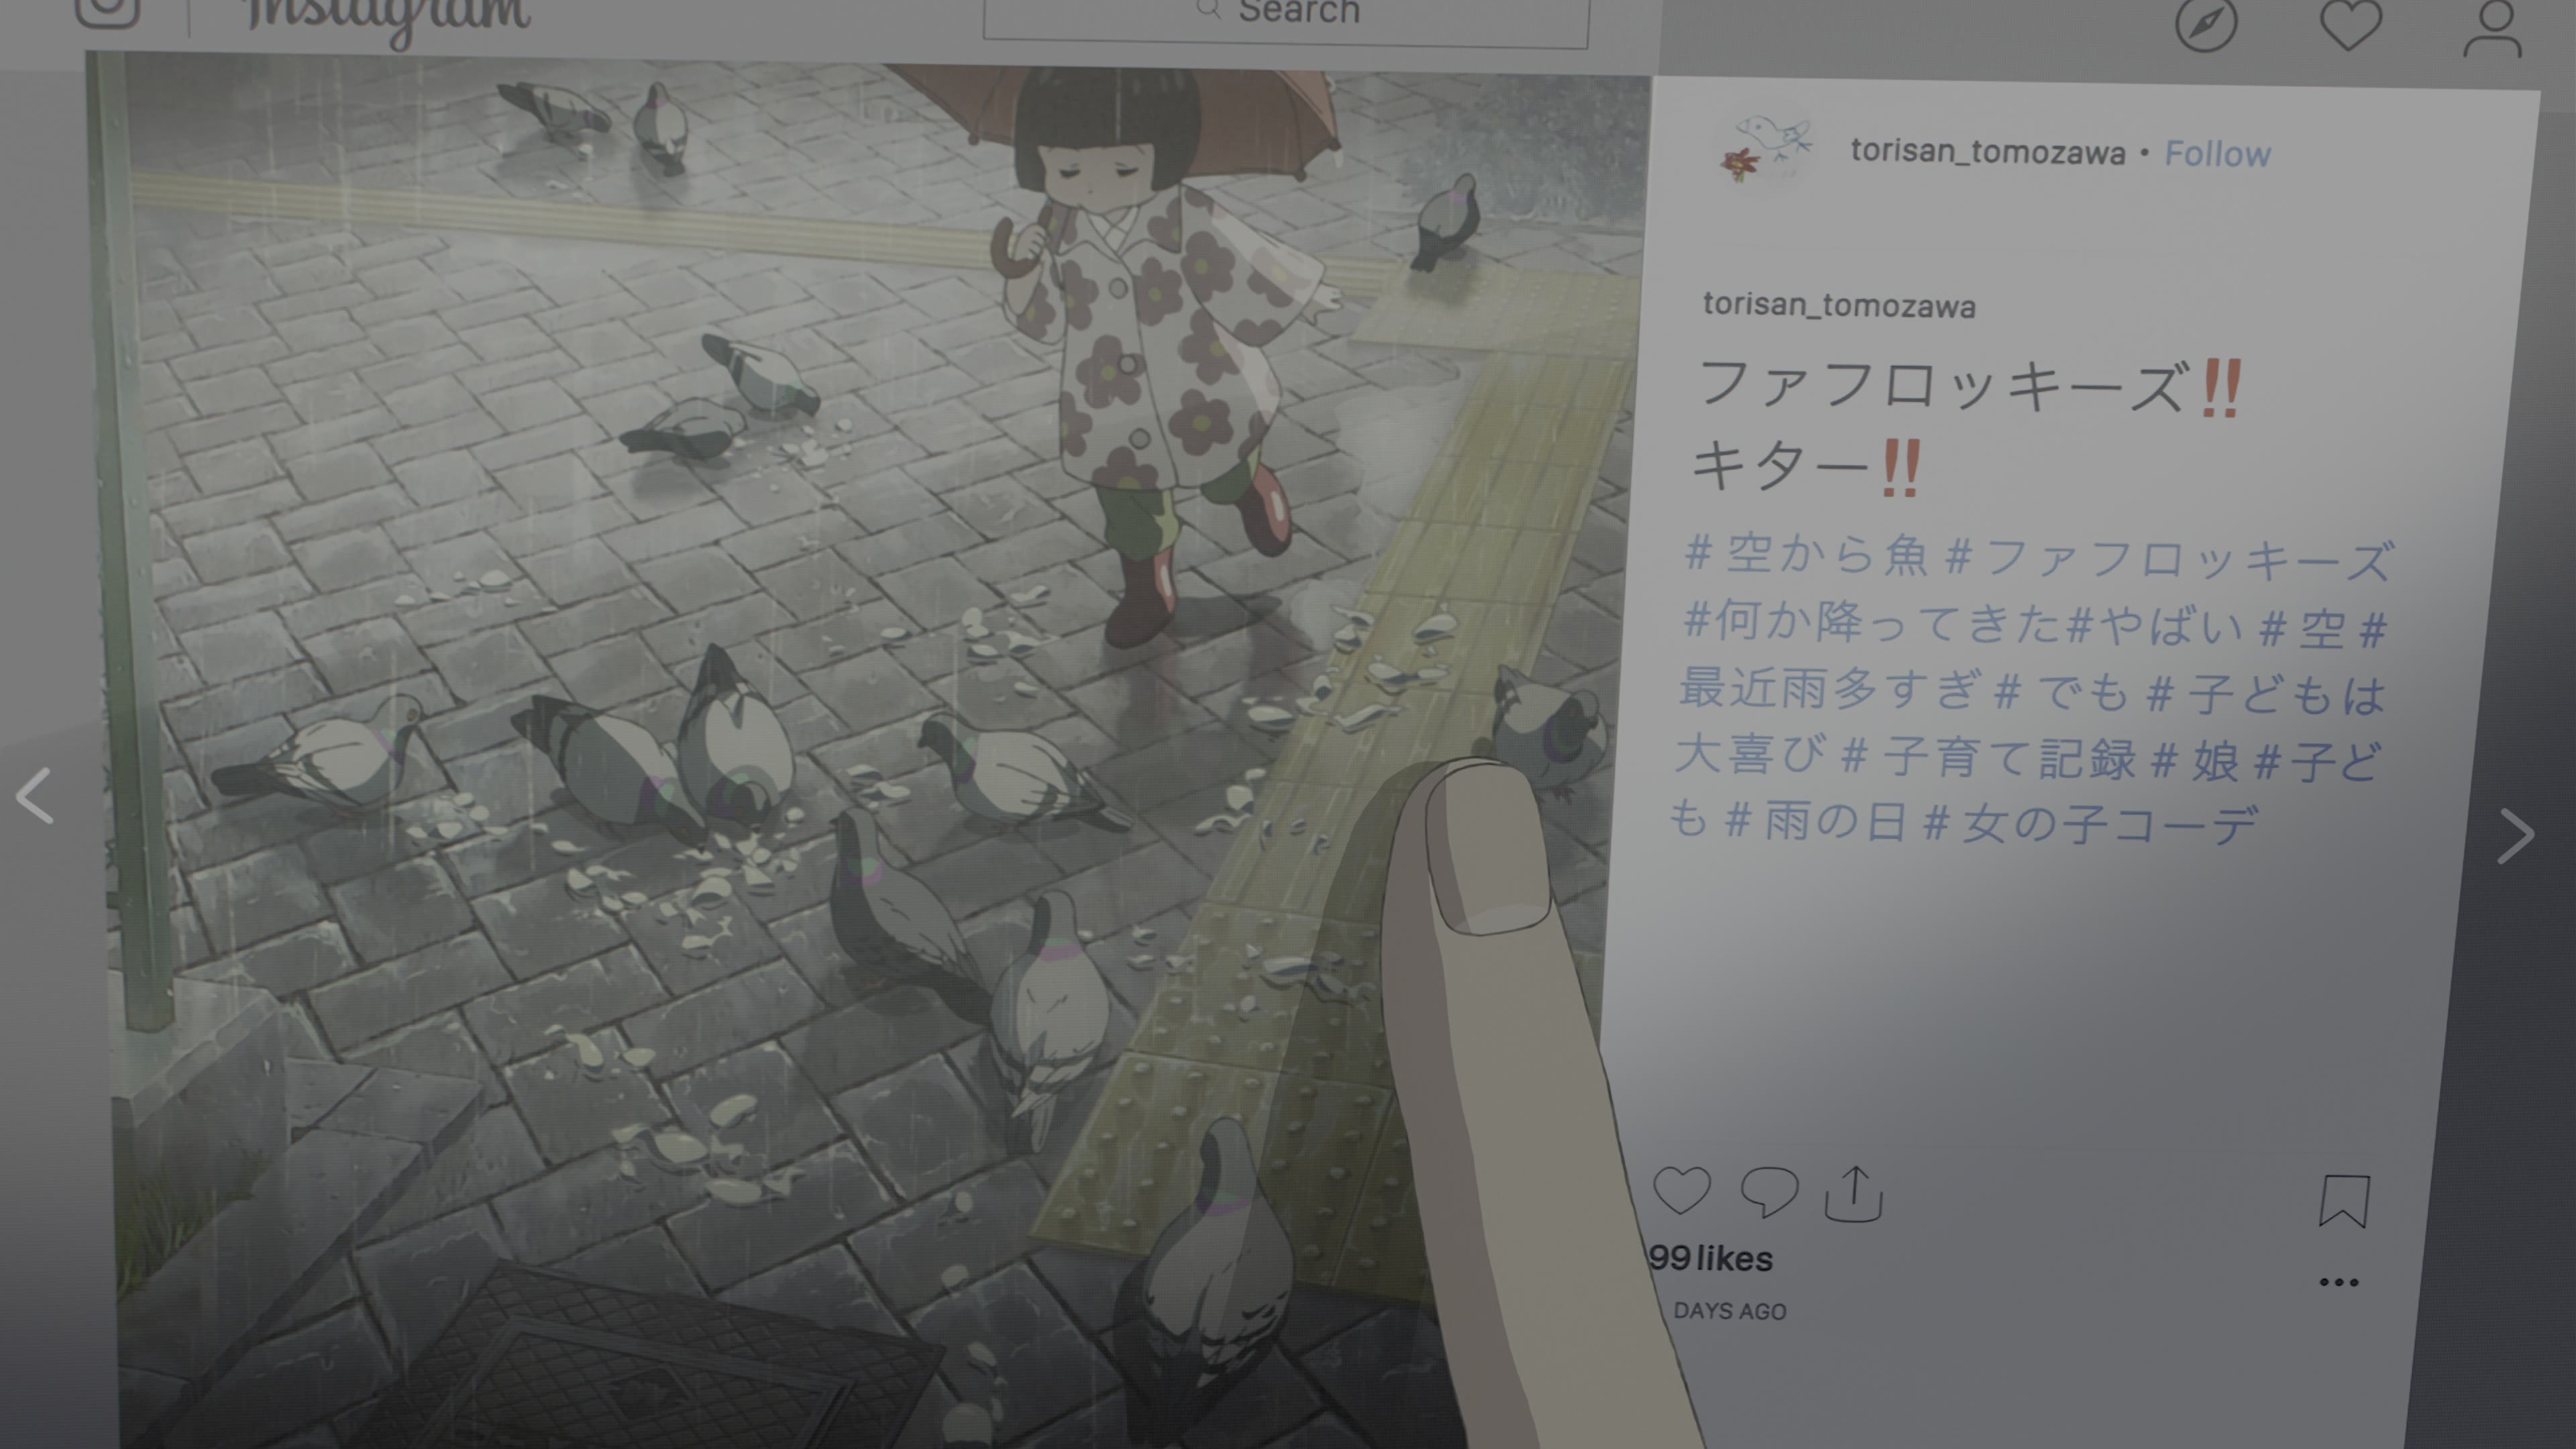 Instagram
Search
torisan_tomozawa • Follow
torisan_tomozawa
ファフロッキーズ‼
キター‼
#空から魚 #ファフロッキーズ
#何か降ってきた#やばい #空 #
最近雨多すぎ # でも # 子どもは
大喜び # 子育て記録 # 娘 #子ど
も # 雨の日 # 女の子コーデ
99 likes
DAYS AGO